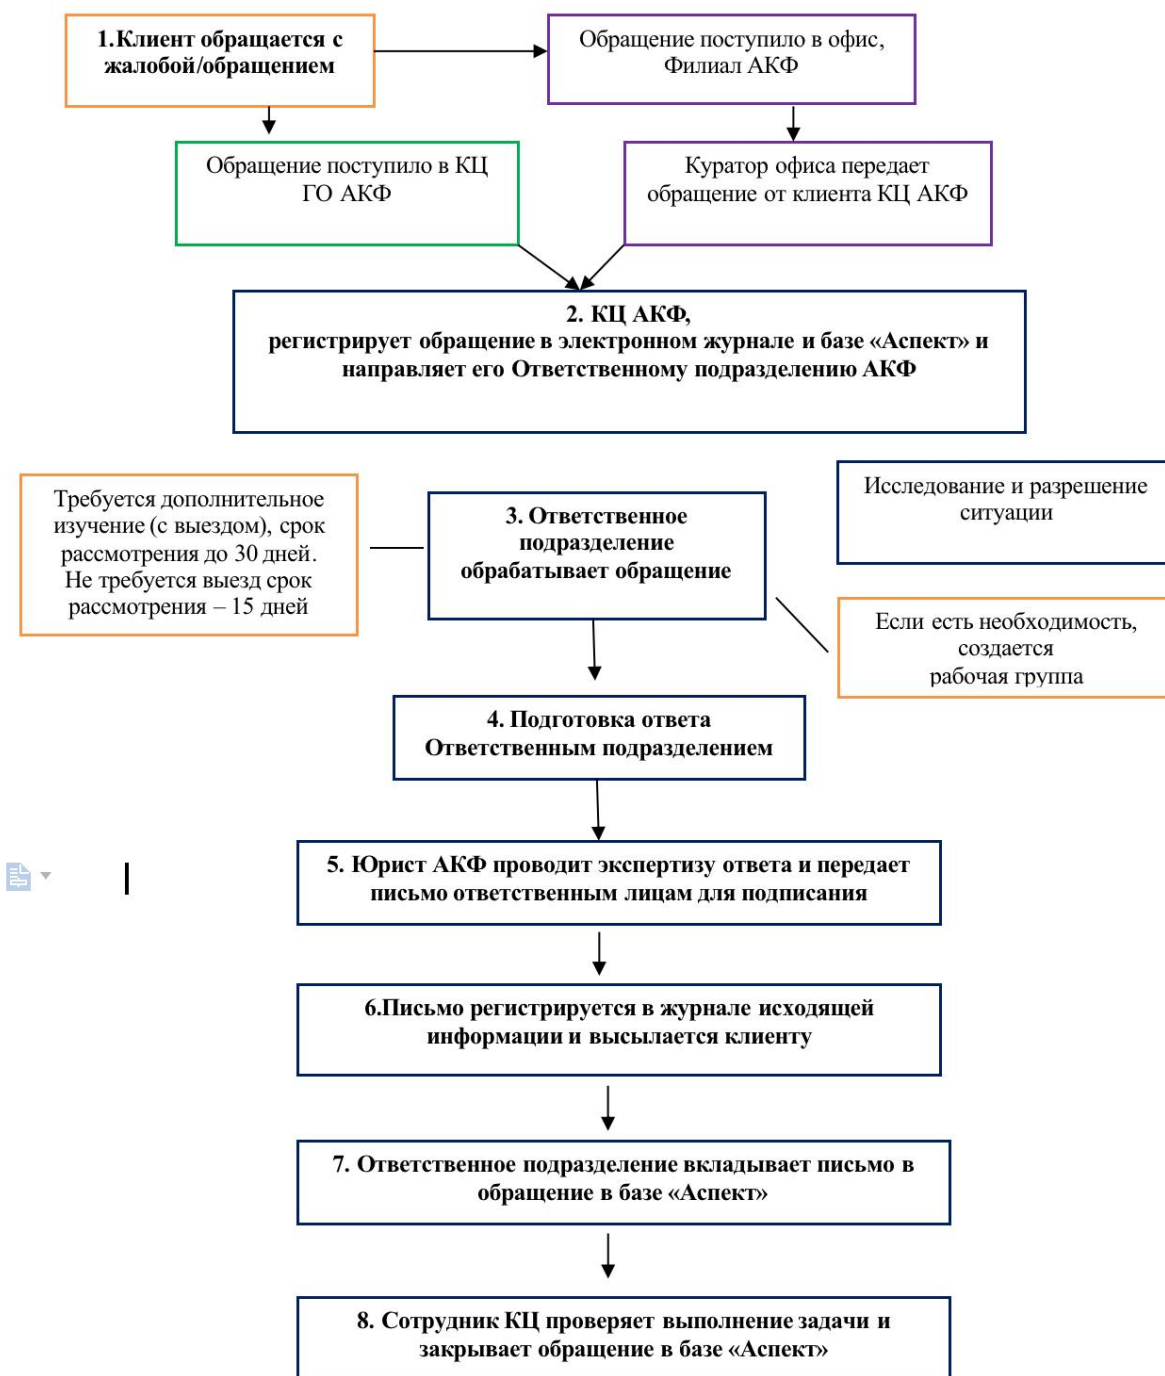 1.Клиент обращается с
жалобой/обращением
Обращение поступило в офис,
Филиал АКФ
Обращение поступило в КЦ
ГО АКФ
Куратор офиса передает
обращение от клиента КЦ АКФ
2. КЦ АКФ,
регистрирует обращение в электронном журнале и базе «Аспект» и
направляет его Ответственному подразделению АКФ
Требуется дополнительное
изучение (с выездом), срок
рассмотрения до 30 дней.
Не требуется выезд срок
рассмотрения – 15 дней
3. Ответственное
подразделение
обрабатывает обращение
Исследование и разрешение
ситуации
Если есть необходимость,
создается
рабочая группа
4. Подготовка ответа
Ответственным подразделением
5. Юрист АКФ проводит экспертизу ответа и передает
письмо ответственным лицам для подписания
6.Письмо регистрируется в журнале исходящей
информации и высылается клиенту
7. Ответственное подразделение вкладывает письмо в
обращение в базе «Аспект»
8. Сотрудник КЦ проверяет выполнение задачи и
закрывает обращение в базе «Аспект»